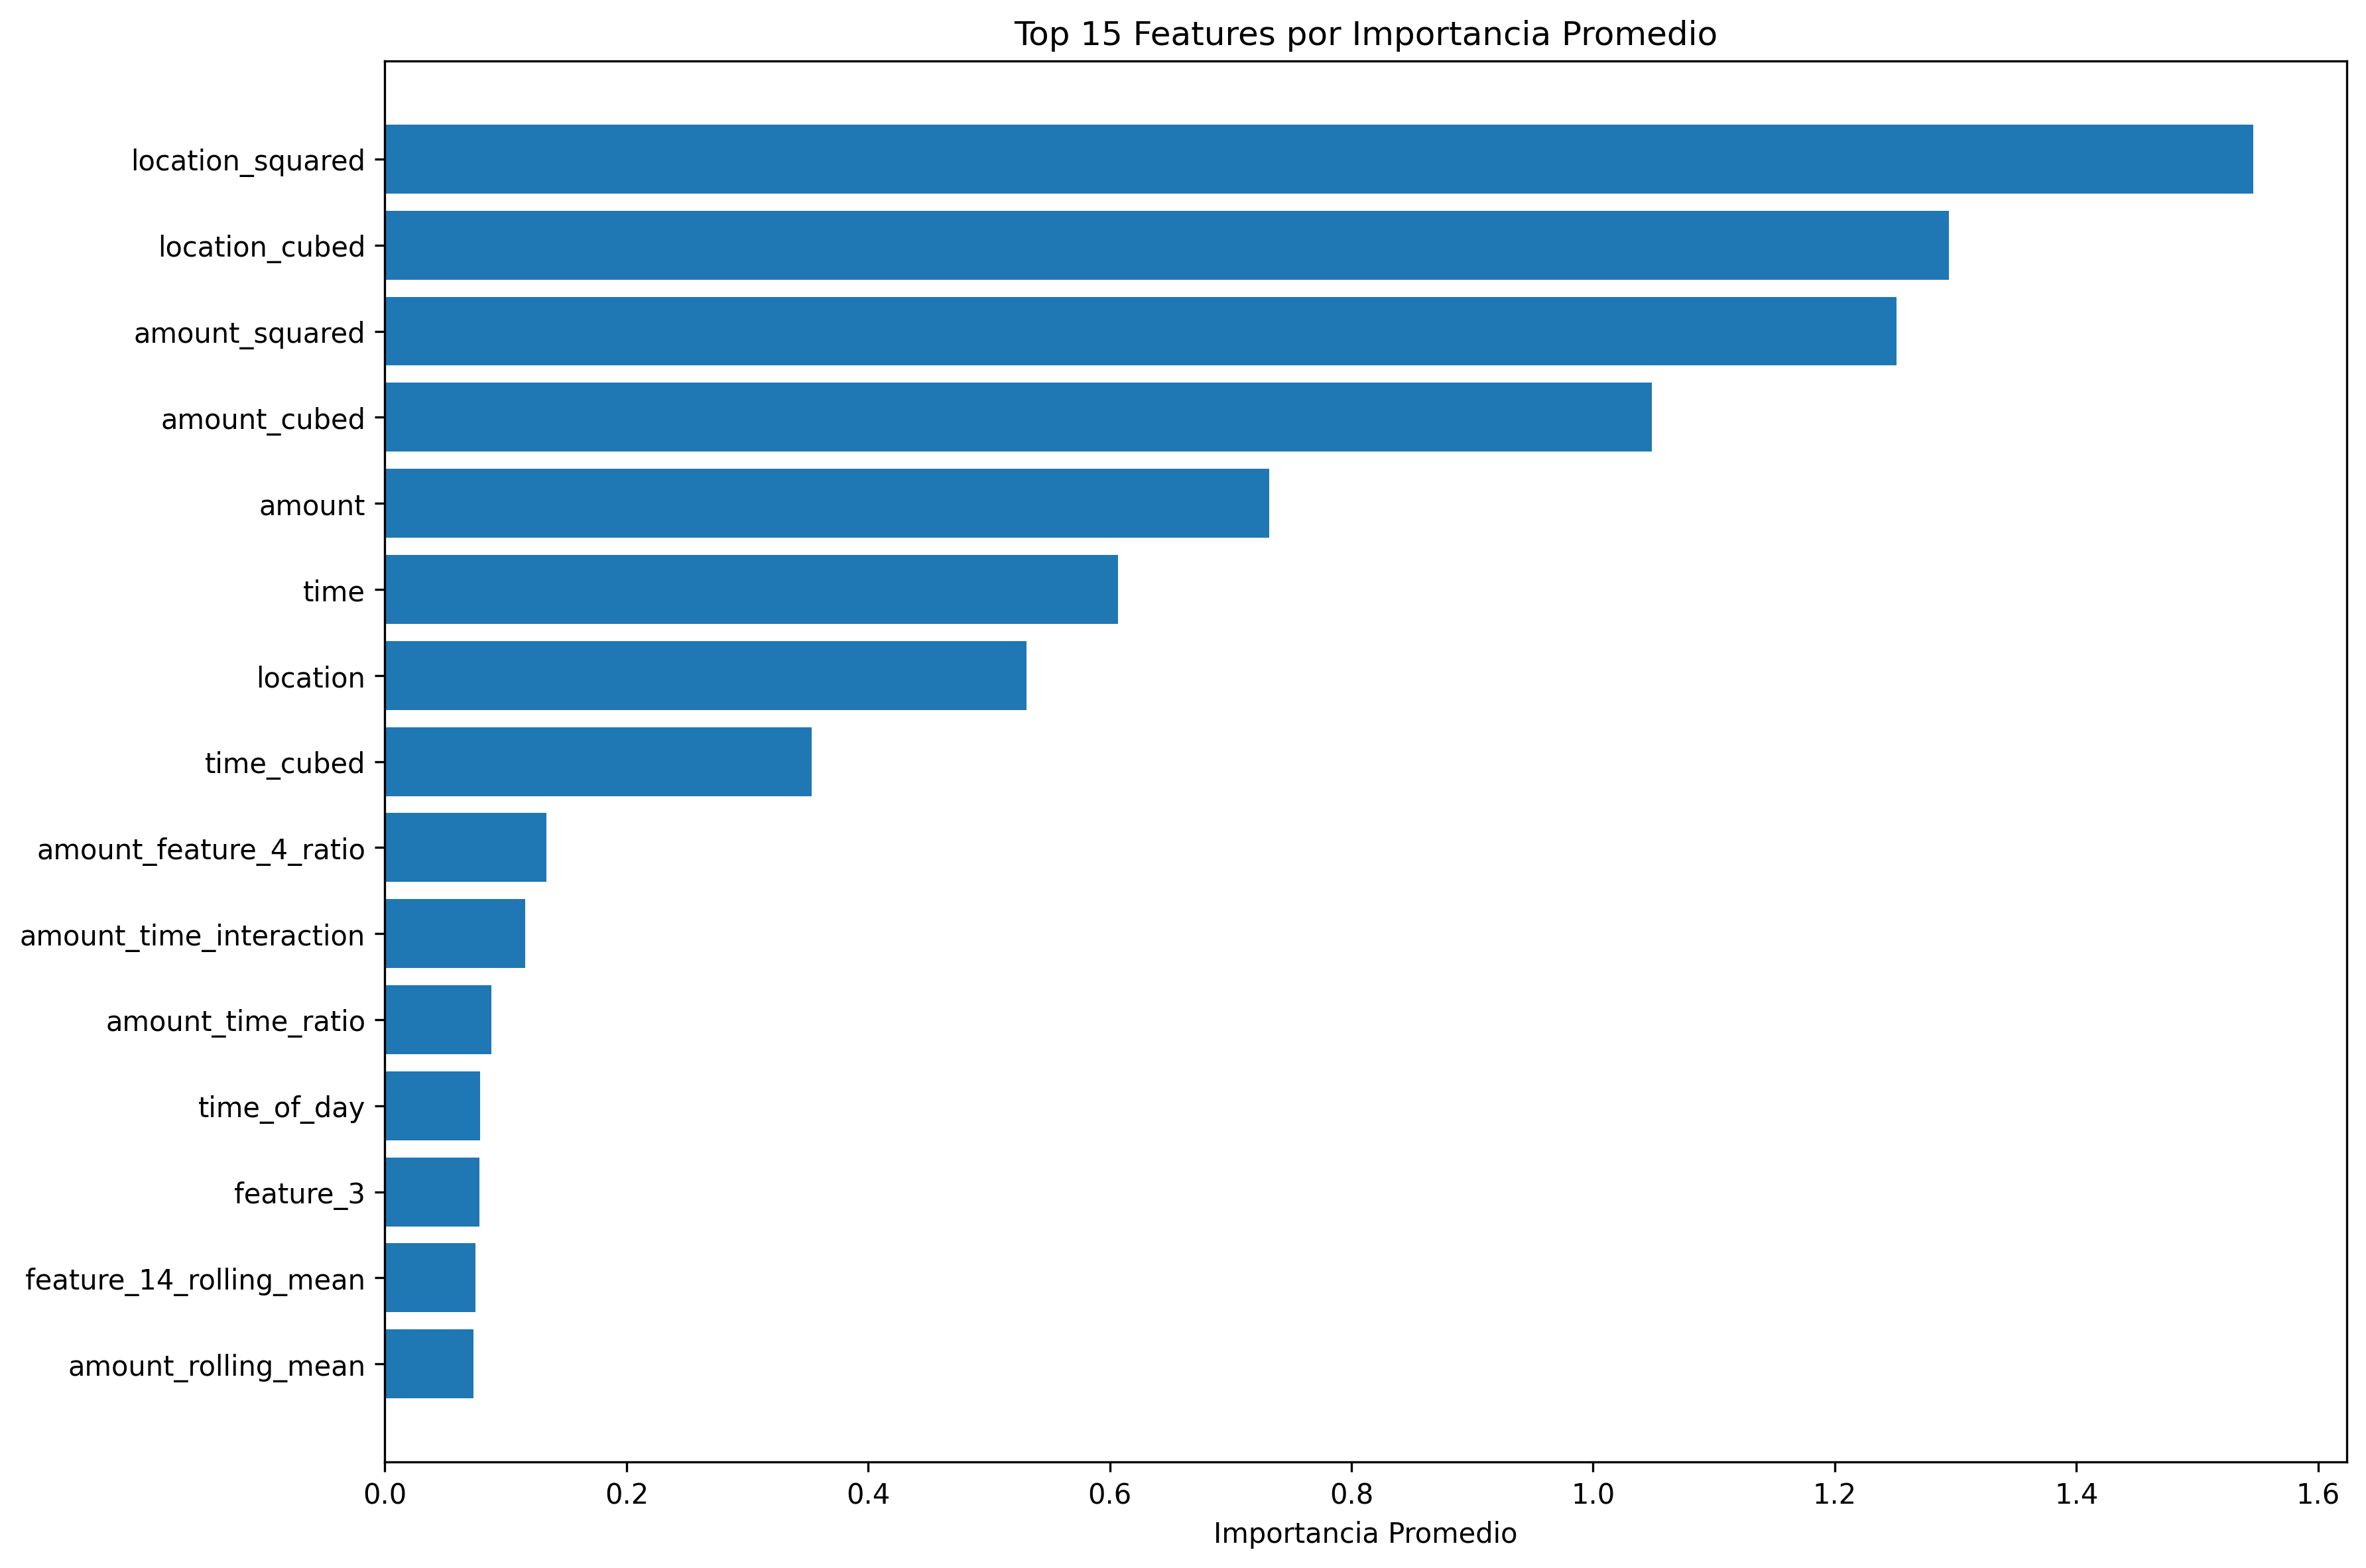 Top 15 Features por Importancia Promedio
location_squared
location_cubed
amount_squared
amount_cubed
amount
time
location
time_cubed
amount_feature_4_ratio
amount_time_interaction
amount_time_ratio
time_of_day
feature_3
feature_14_rolling_mean
amount_rolling_mean
0.0 0.2 0.4 0.6 0.8 1.0 1.2 1.4 1.6
Importancia Promedio